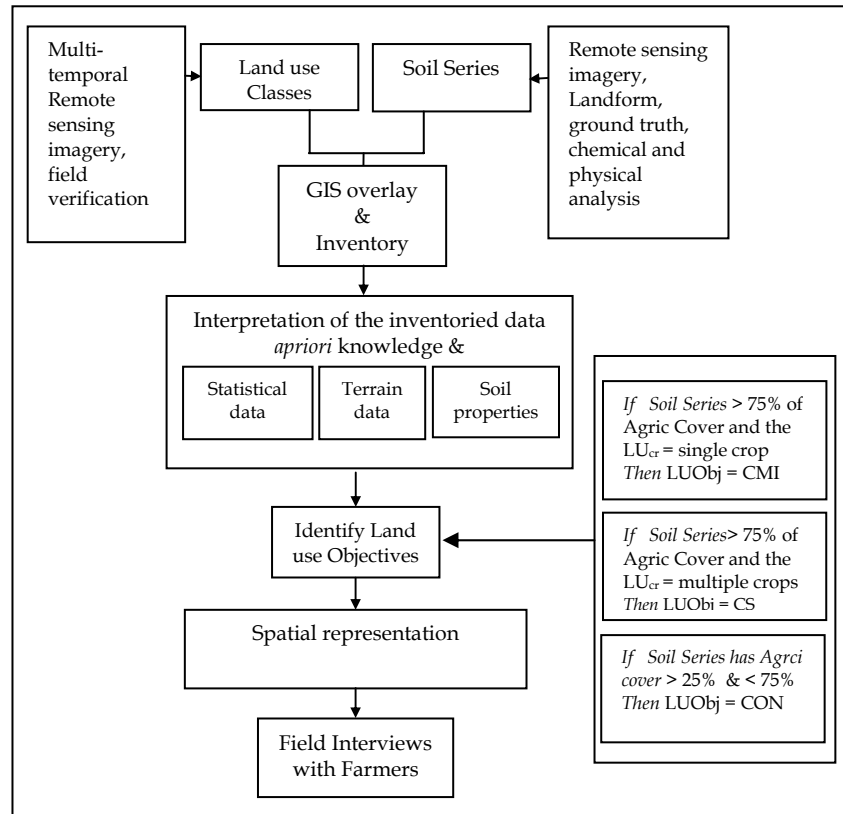 Multi-
temporal
Remote
sensing
imagery,
field
verification
Land use
Classes
Soil Series
Remote sensing
imagery,
Landform,
ground truth,
chemical and
physical
analysis
GIS overlay
&
Inventory
Interpretation of the inventoried data
apriori knowledge &
Statistical
data
Terrain
data
Soil
properties
Identify Land
use Objectives
If Soil Series > 75% of
Agric Cover and the
LUcr = single crop
Then LUObj = CMI
If Soil Series> 75% of
Agric Cover and the
LUcr = multiple crops
Then LUObi = CS
If Soil Series has Agrci
cover > 25% & < 75%
Then LUObj = CON
Spatial representation
Field Interviews
with Farmers